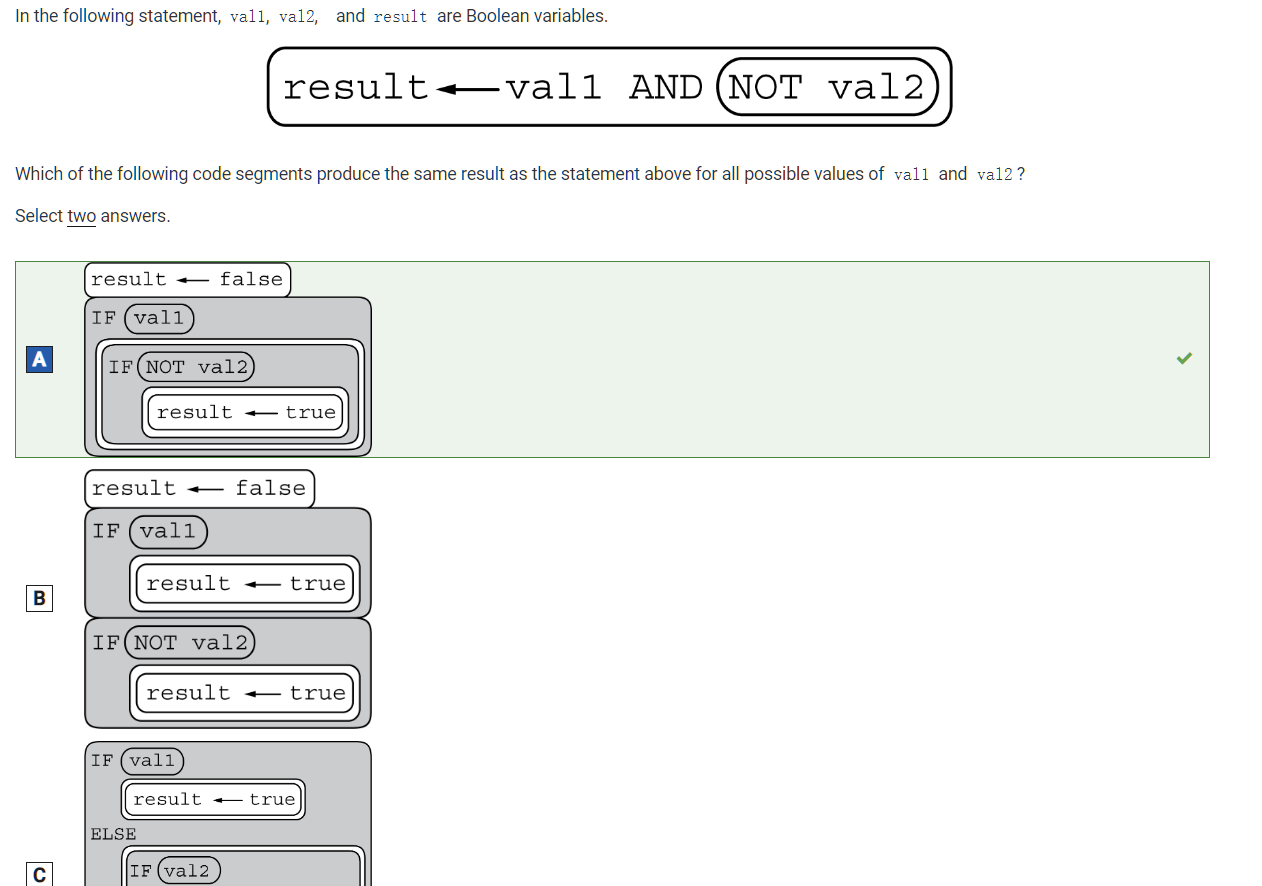 In the following statement, val1, val2, and result are Boolean variables.
result ← val1 AND NOT val2
Which of the following code segments produce the same result as the statement above for all possible values of val1 and val2 ?
Select two answers.
result ← false
IF val1
A
IF NOT val2
result ← true
result ← false
IF val1
result ← true
B
IF NOT val2
result ← true
IF val1
result ← true
ELSE
C
IF val2